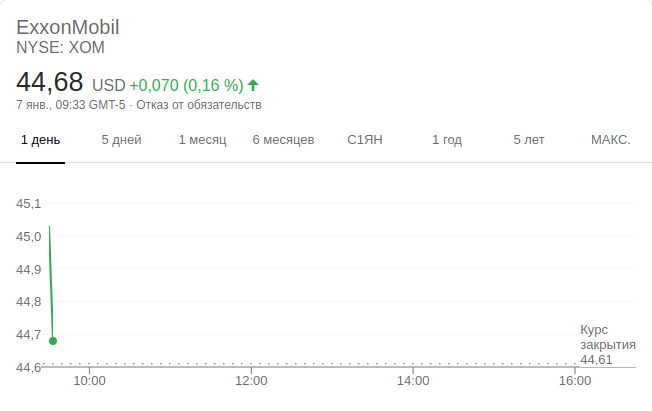 ExxonMobil
NYSE: XOM
44,68 USD +0,070 (0,16 %)
7 янв., 09:33 GMT-5 · Отказ от обязательств
1 день 5 дней 1 месяц 6 месяцев С1ЯН 1 год 5 лет МАКС.
45,1
45,0
44,9
44,8
44,7
44,6
Курс
закрытия
44,61
10:00 12:00 14:00 16:00